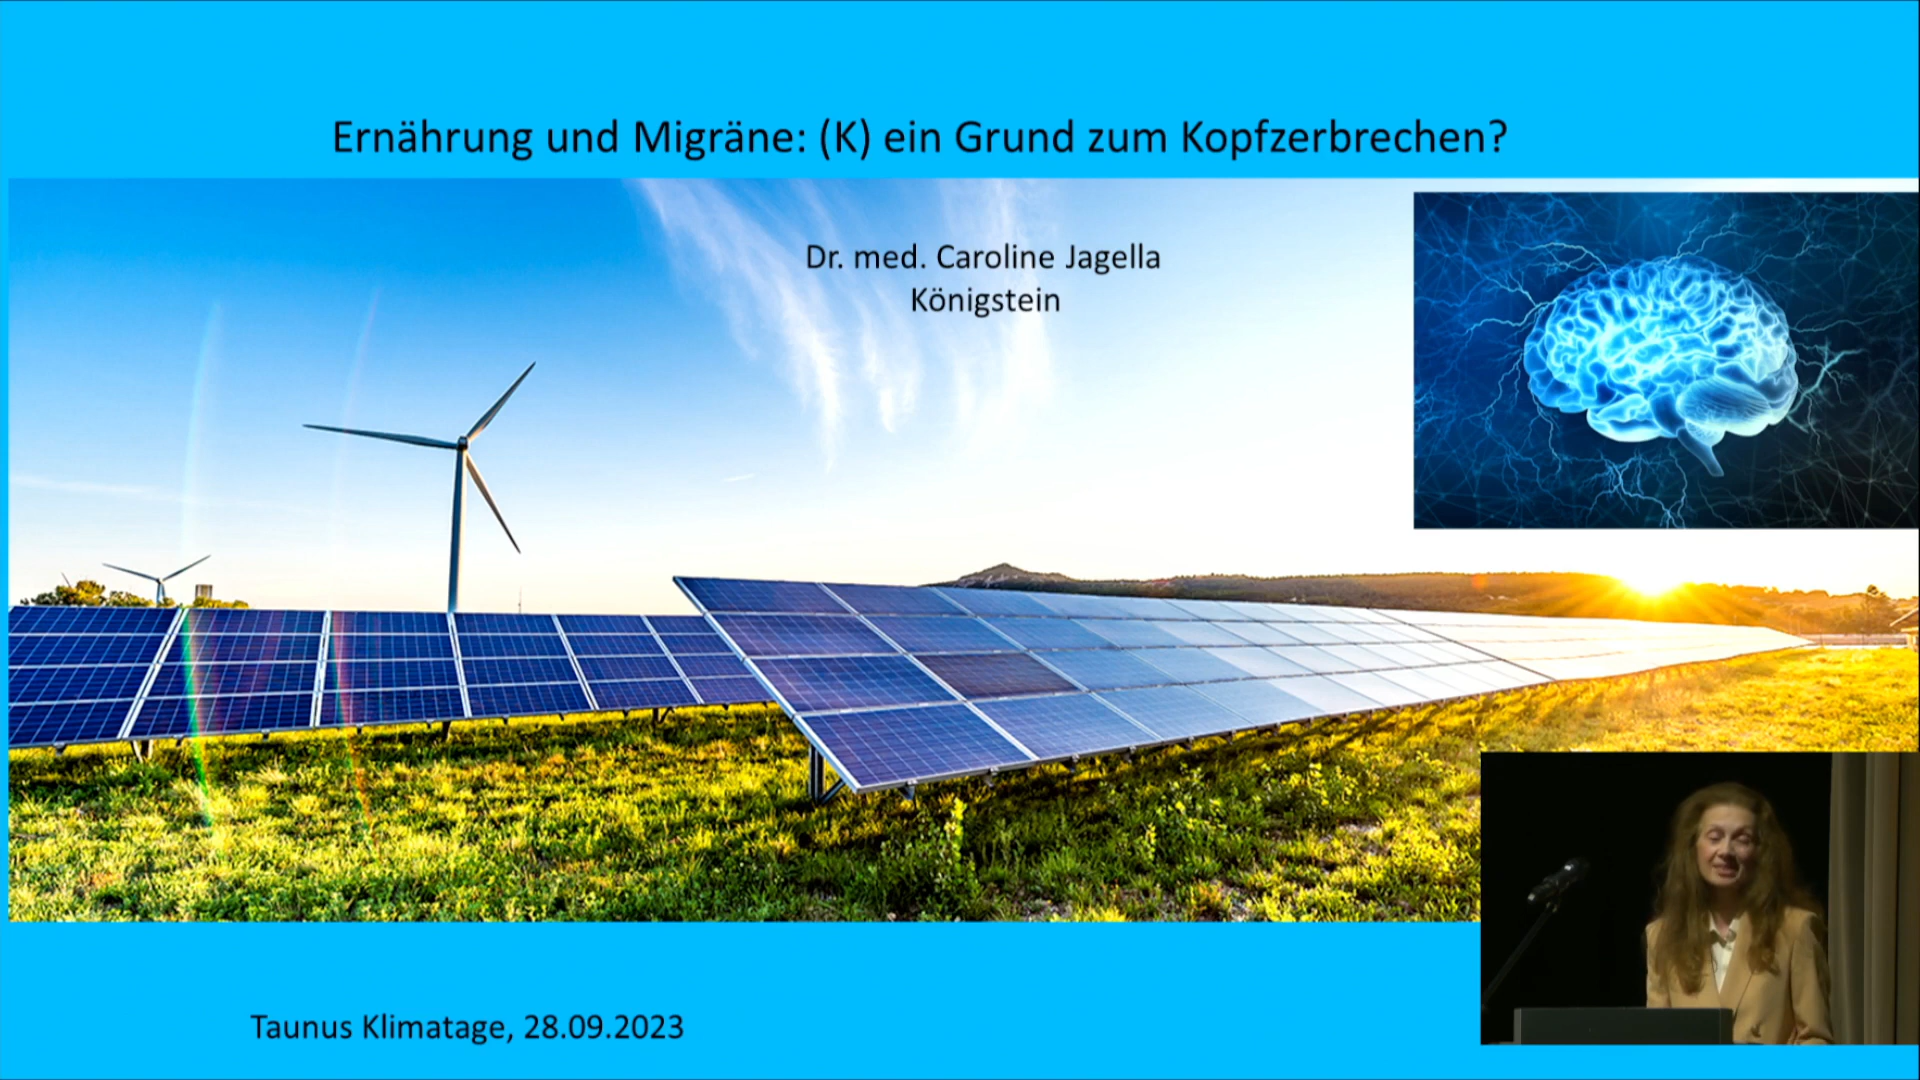 Ernährung und Migräne: (K) ein Grund zum Kopfzerbrechen?
Dr. med. Caroline Jagella
Königstein
Taunus Klimatage, 28.09.2023